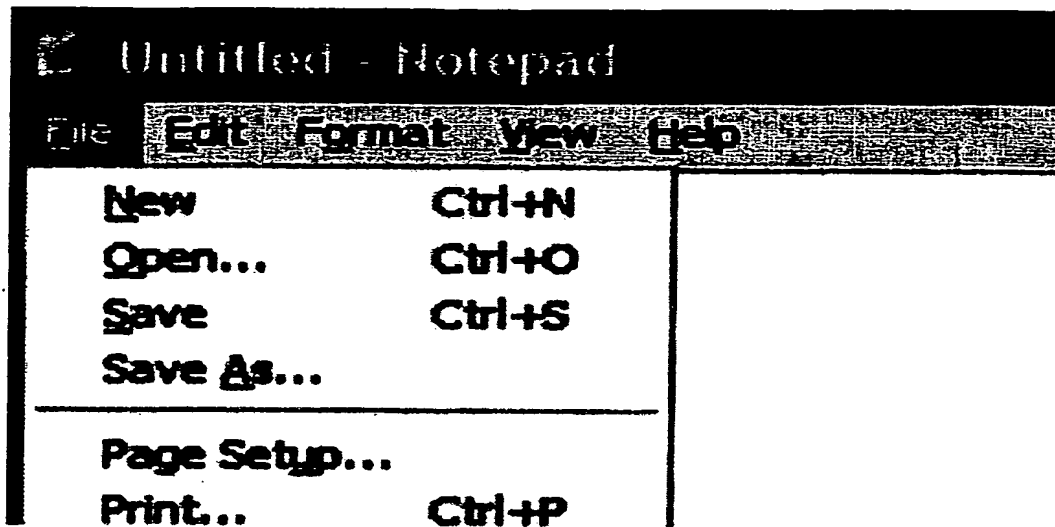 Untitled - Notepad
File Edit Format View Help
New Ctrl+N
Open... Ctrl+O
Save Ctrl+S
Save As...
Page Setup...
Print... Ctrl+P